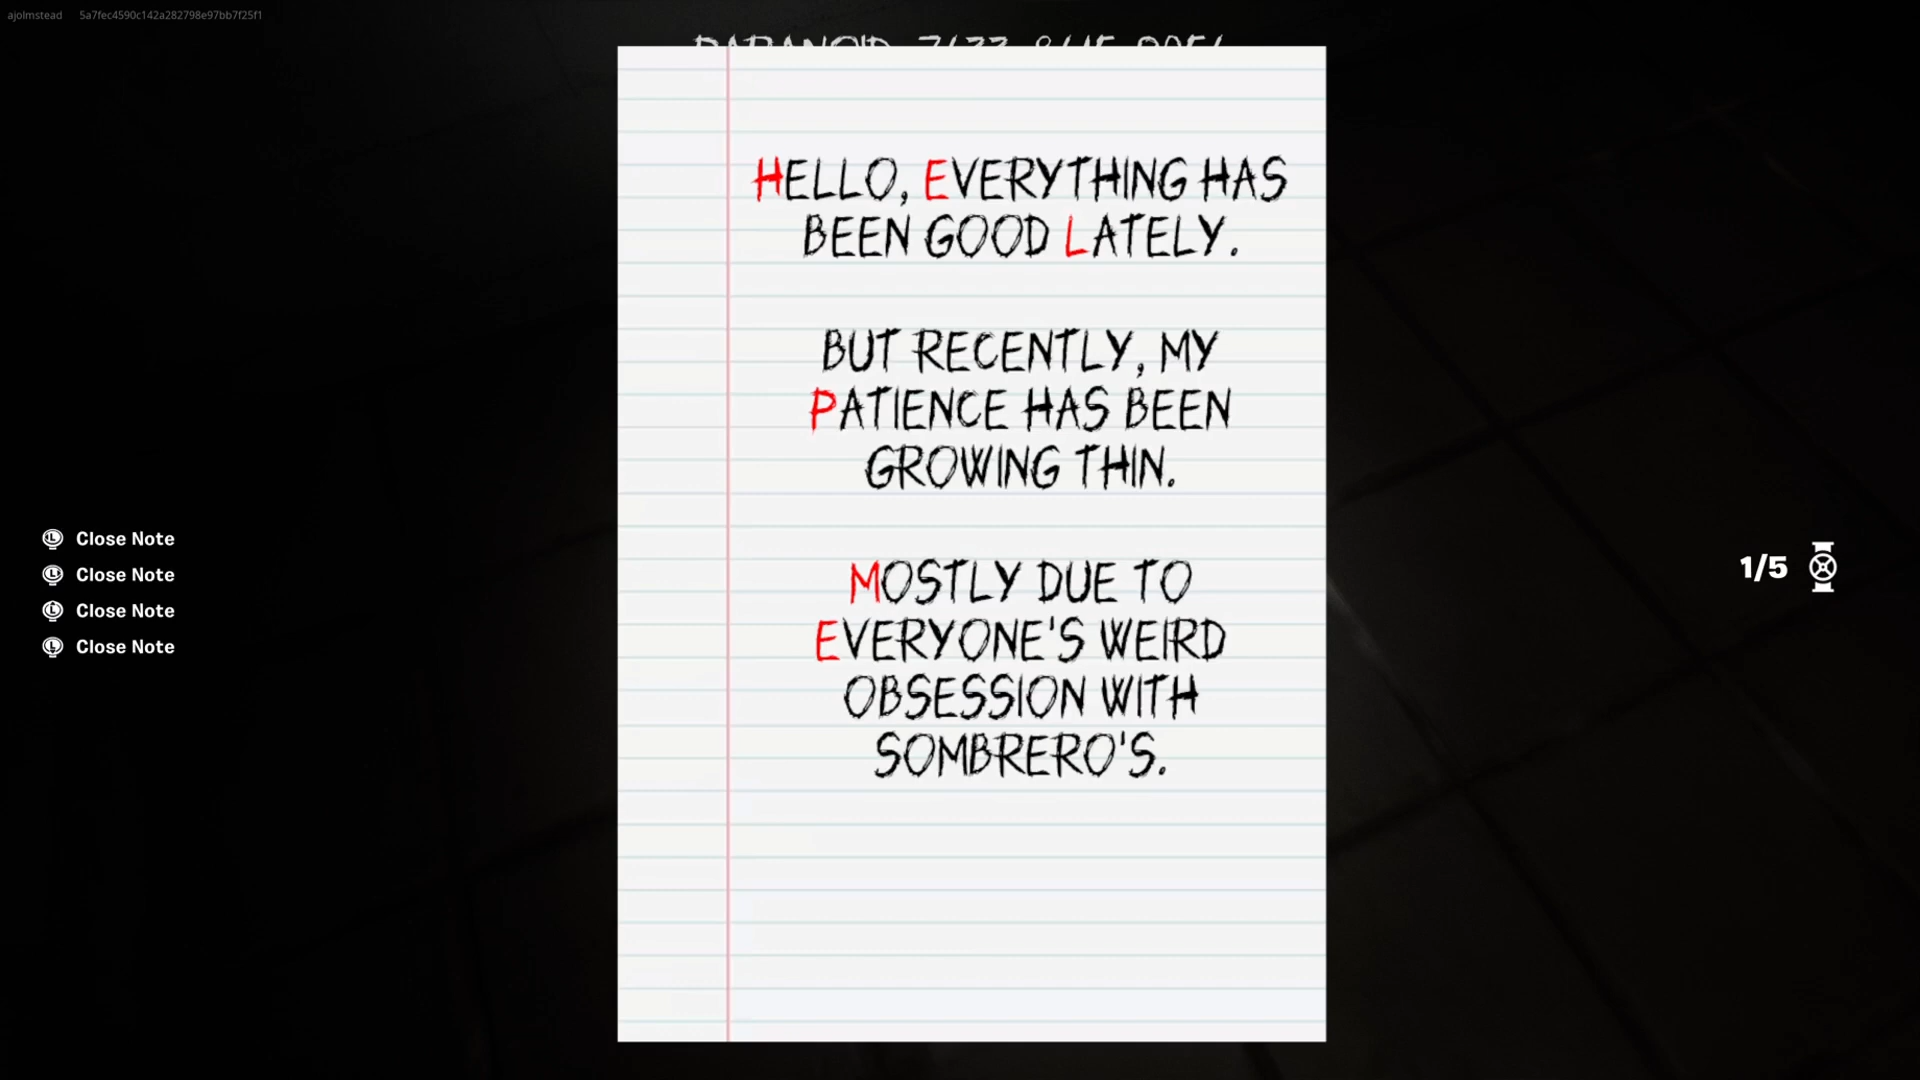 ajolmstead 5a7fec4590c142a282798e97bb7f25f1
HELLO, EVERYTHING HAS
BEEN GOOD LATELY.
BUT RECENTLY, MY
PATIENCE HAS BEEN
GROWING THIN.
MOSTLY DUE TO
EVERYONE'S WEIRD
OBSESSION WITH
SOMBRERO'S.
L Close Note
L Close Note
L Close Note
L Close Note
1/5